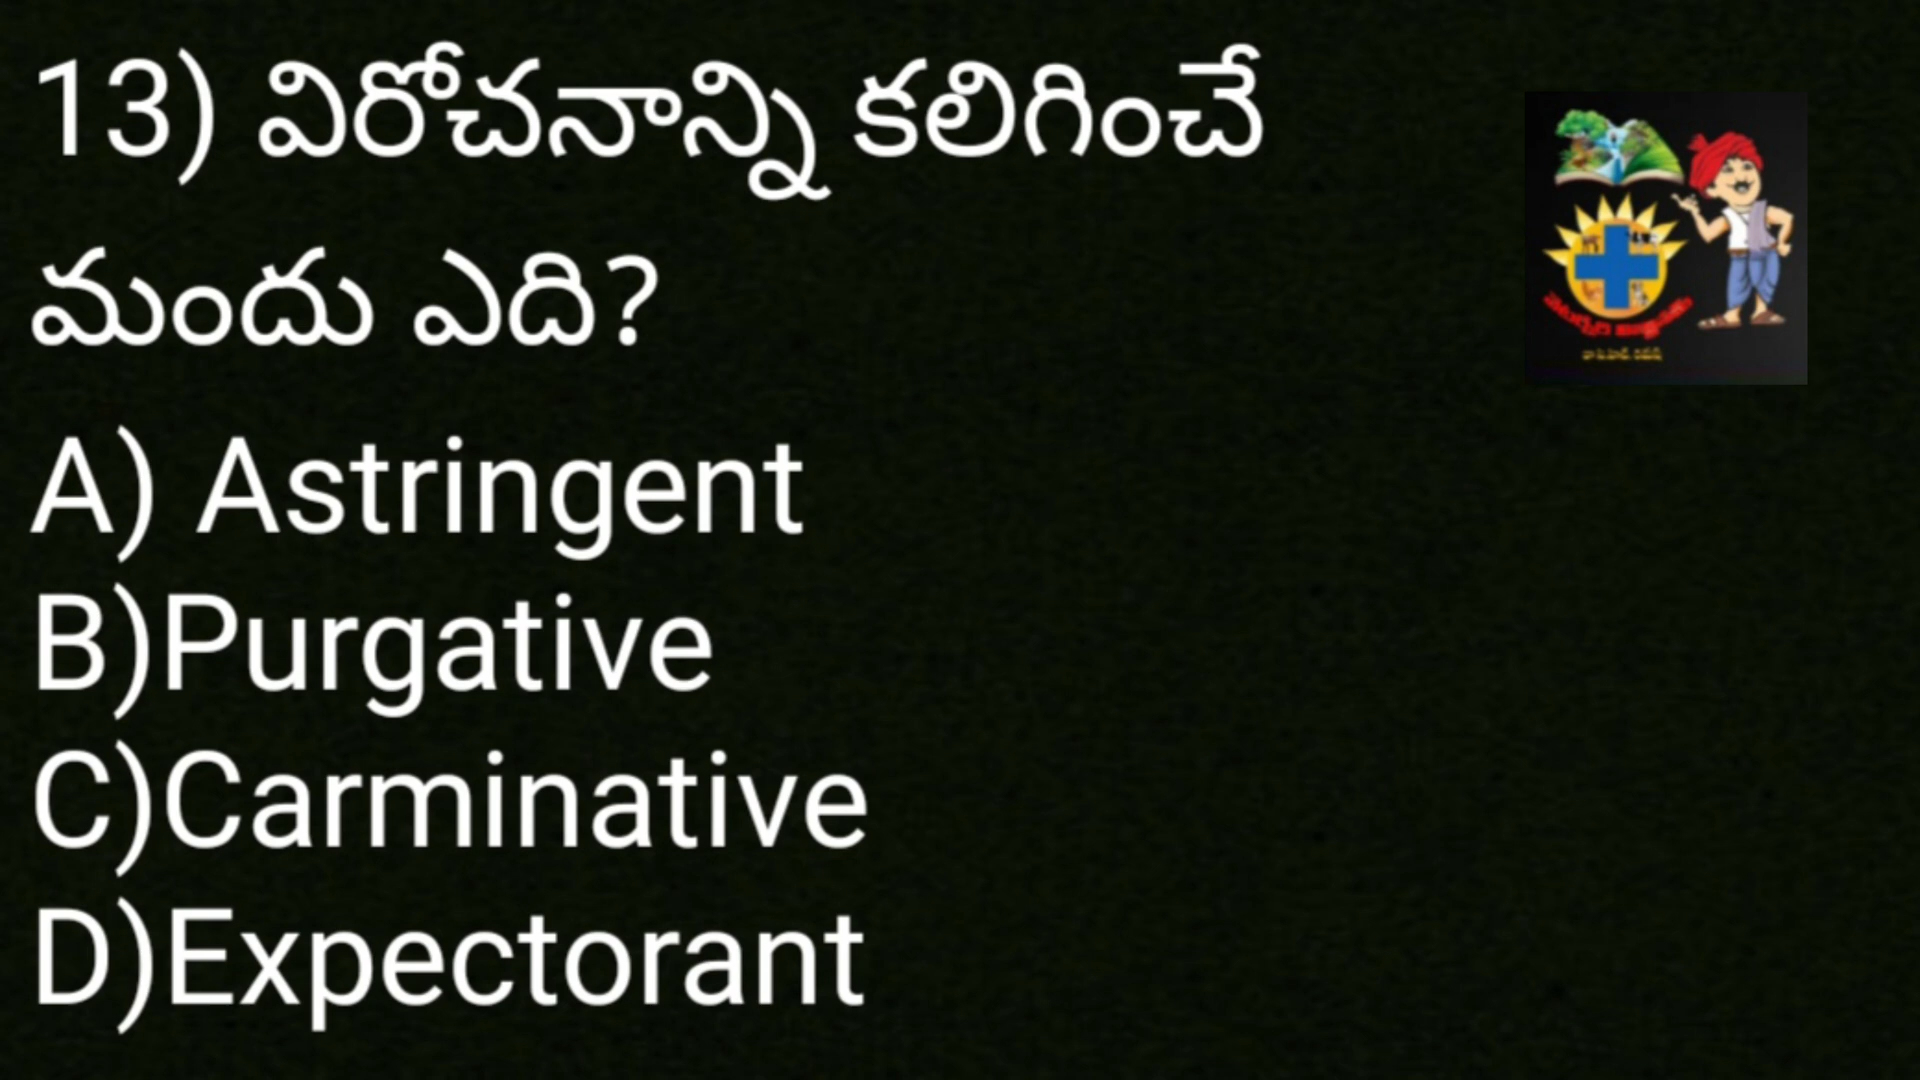 13) విరోచనాన్ని కలిగించే
మందు ఎది?
A) Astringent
B)Purgative
C)Carminative
D)Expectorant